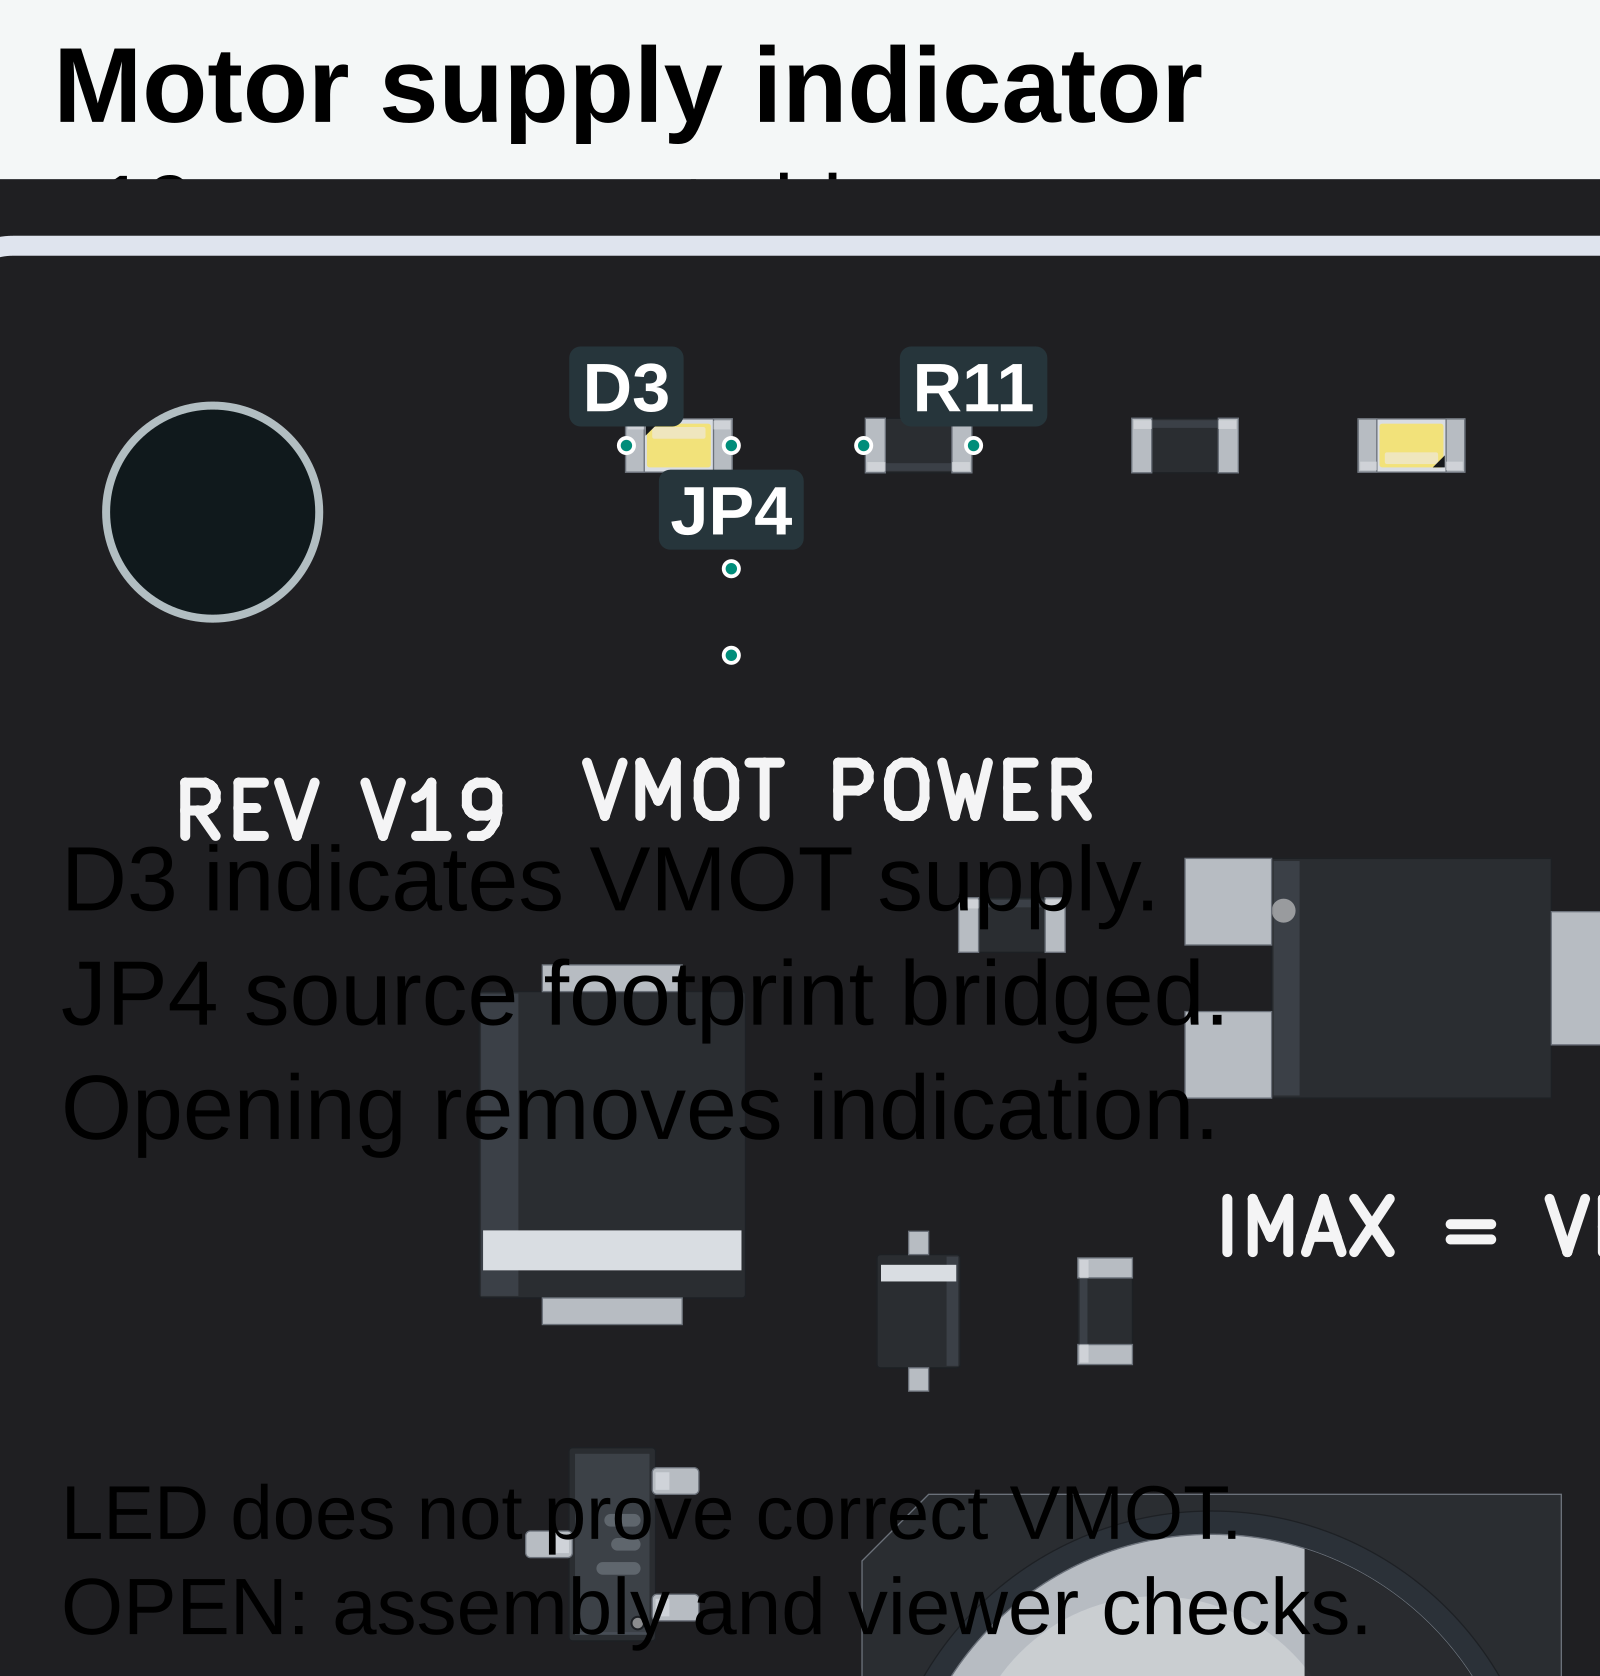 Motor supply indicator
D3
R11
JP4
REV V19
VMOT POWER
D3 indicates VMOT supply.
JP4 source footprint bridged.
Opening removes indication.
IMAX =
LED does not prove correct VMOT.
OPEN: assembly and viewer checks.